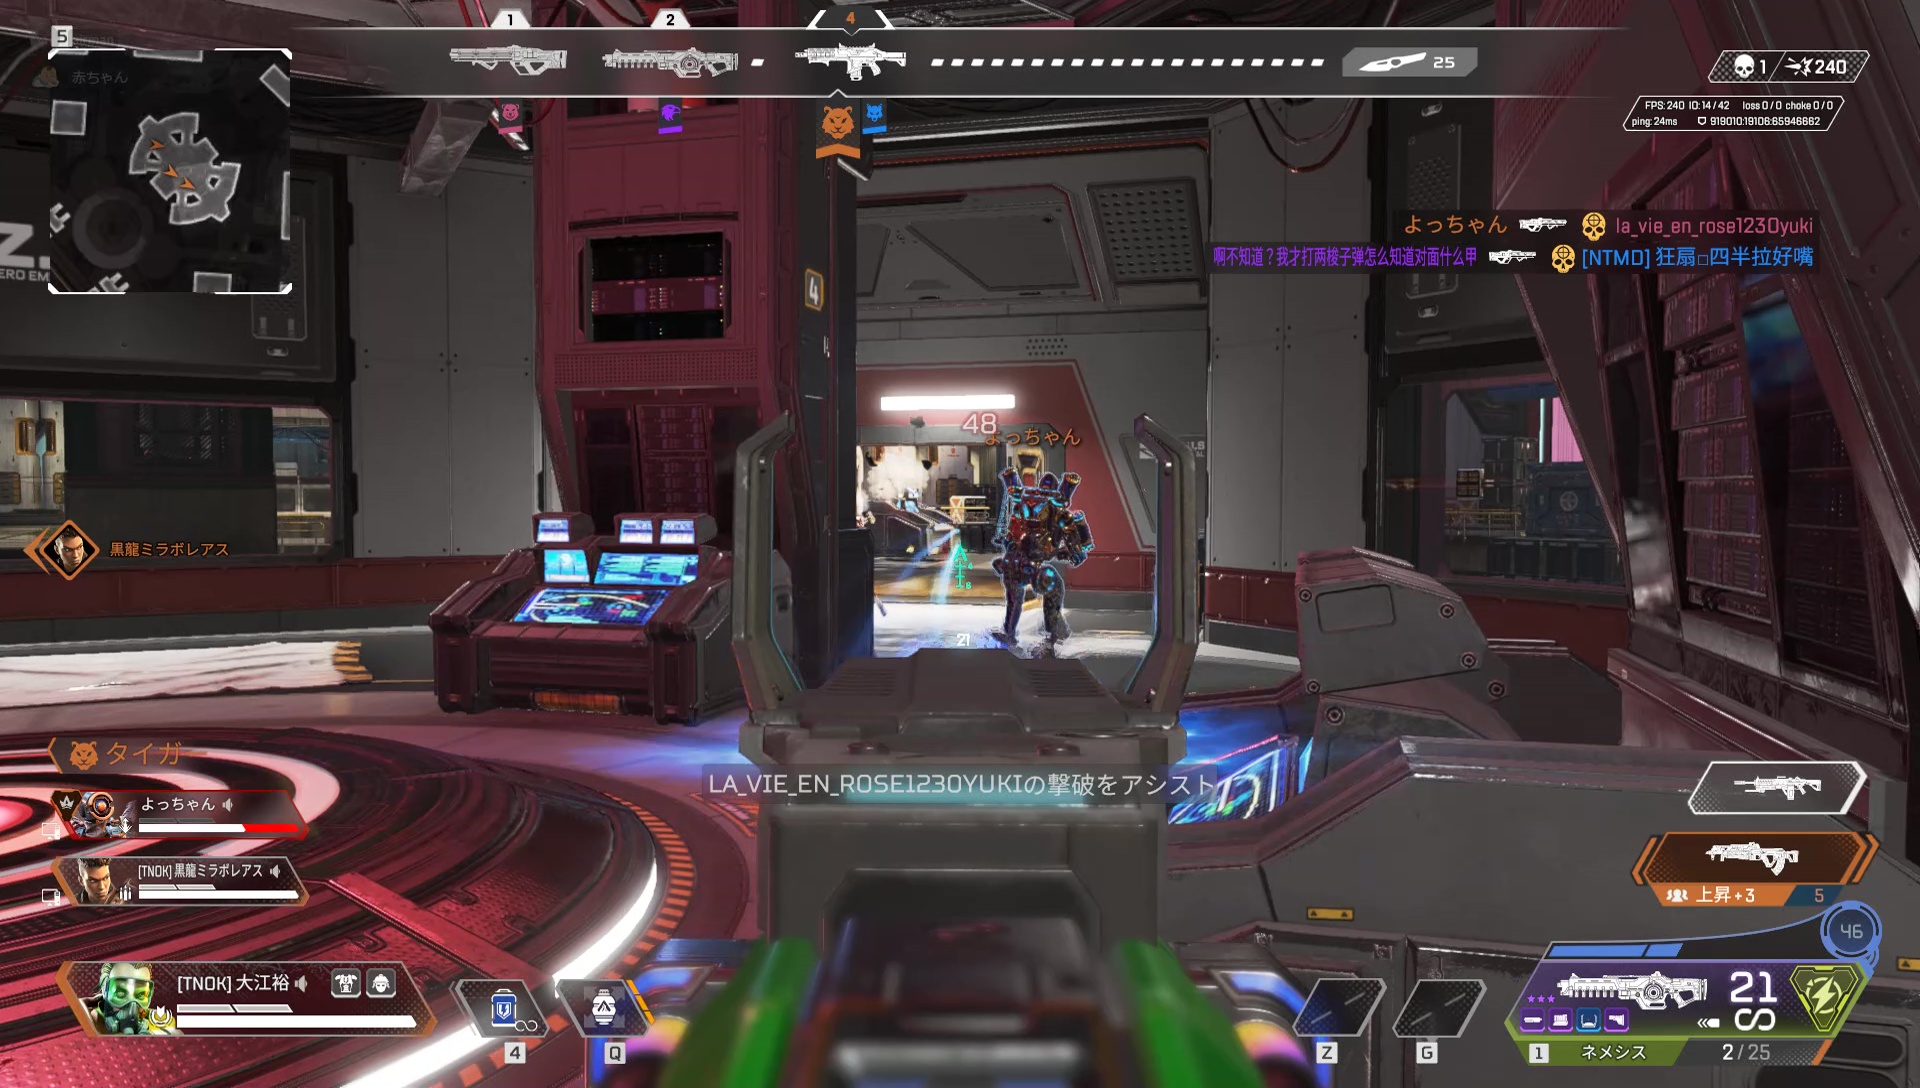 1
2
4
5
赤ちゃん
25
1 / 240
FPS:240 IO:14/42 loss 0/0 choke 0/0
ping:24ms 919010:19106:65946662
よっちゃん la_vie_en_rose1230yuki
啊不知道?我才打两梭子弹怎么知道对面什么甲 [NTMD] 狂扇□四半拉好嘴
4
48
よっちゃん
黒龍ミラボレアス
21
タイガ
LA_VIE_EN_ROSE1230YUKIの撃破をアシスト
よっちゃん
[TNOK] 黒龍ミラボレアス
上昇+3 5
46
[TNOK] 大江裕
21
∞
4
Q
Z
G
1 ネメシス 2/25